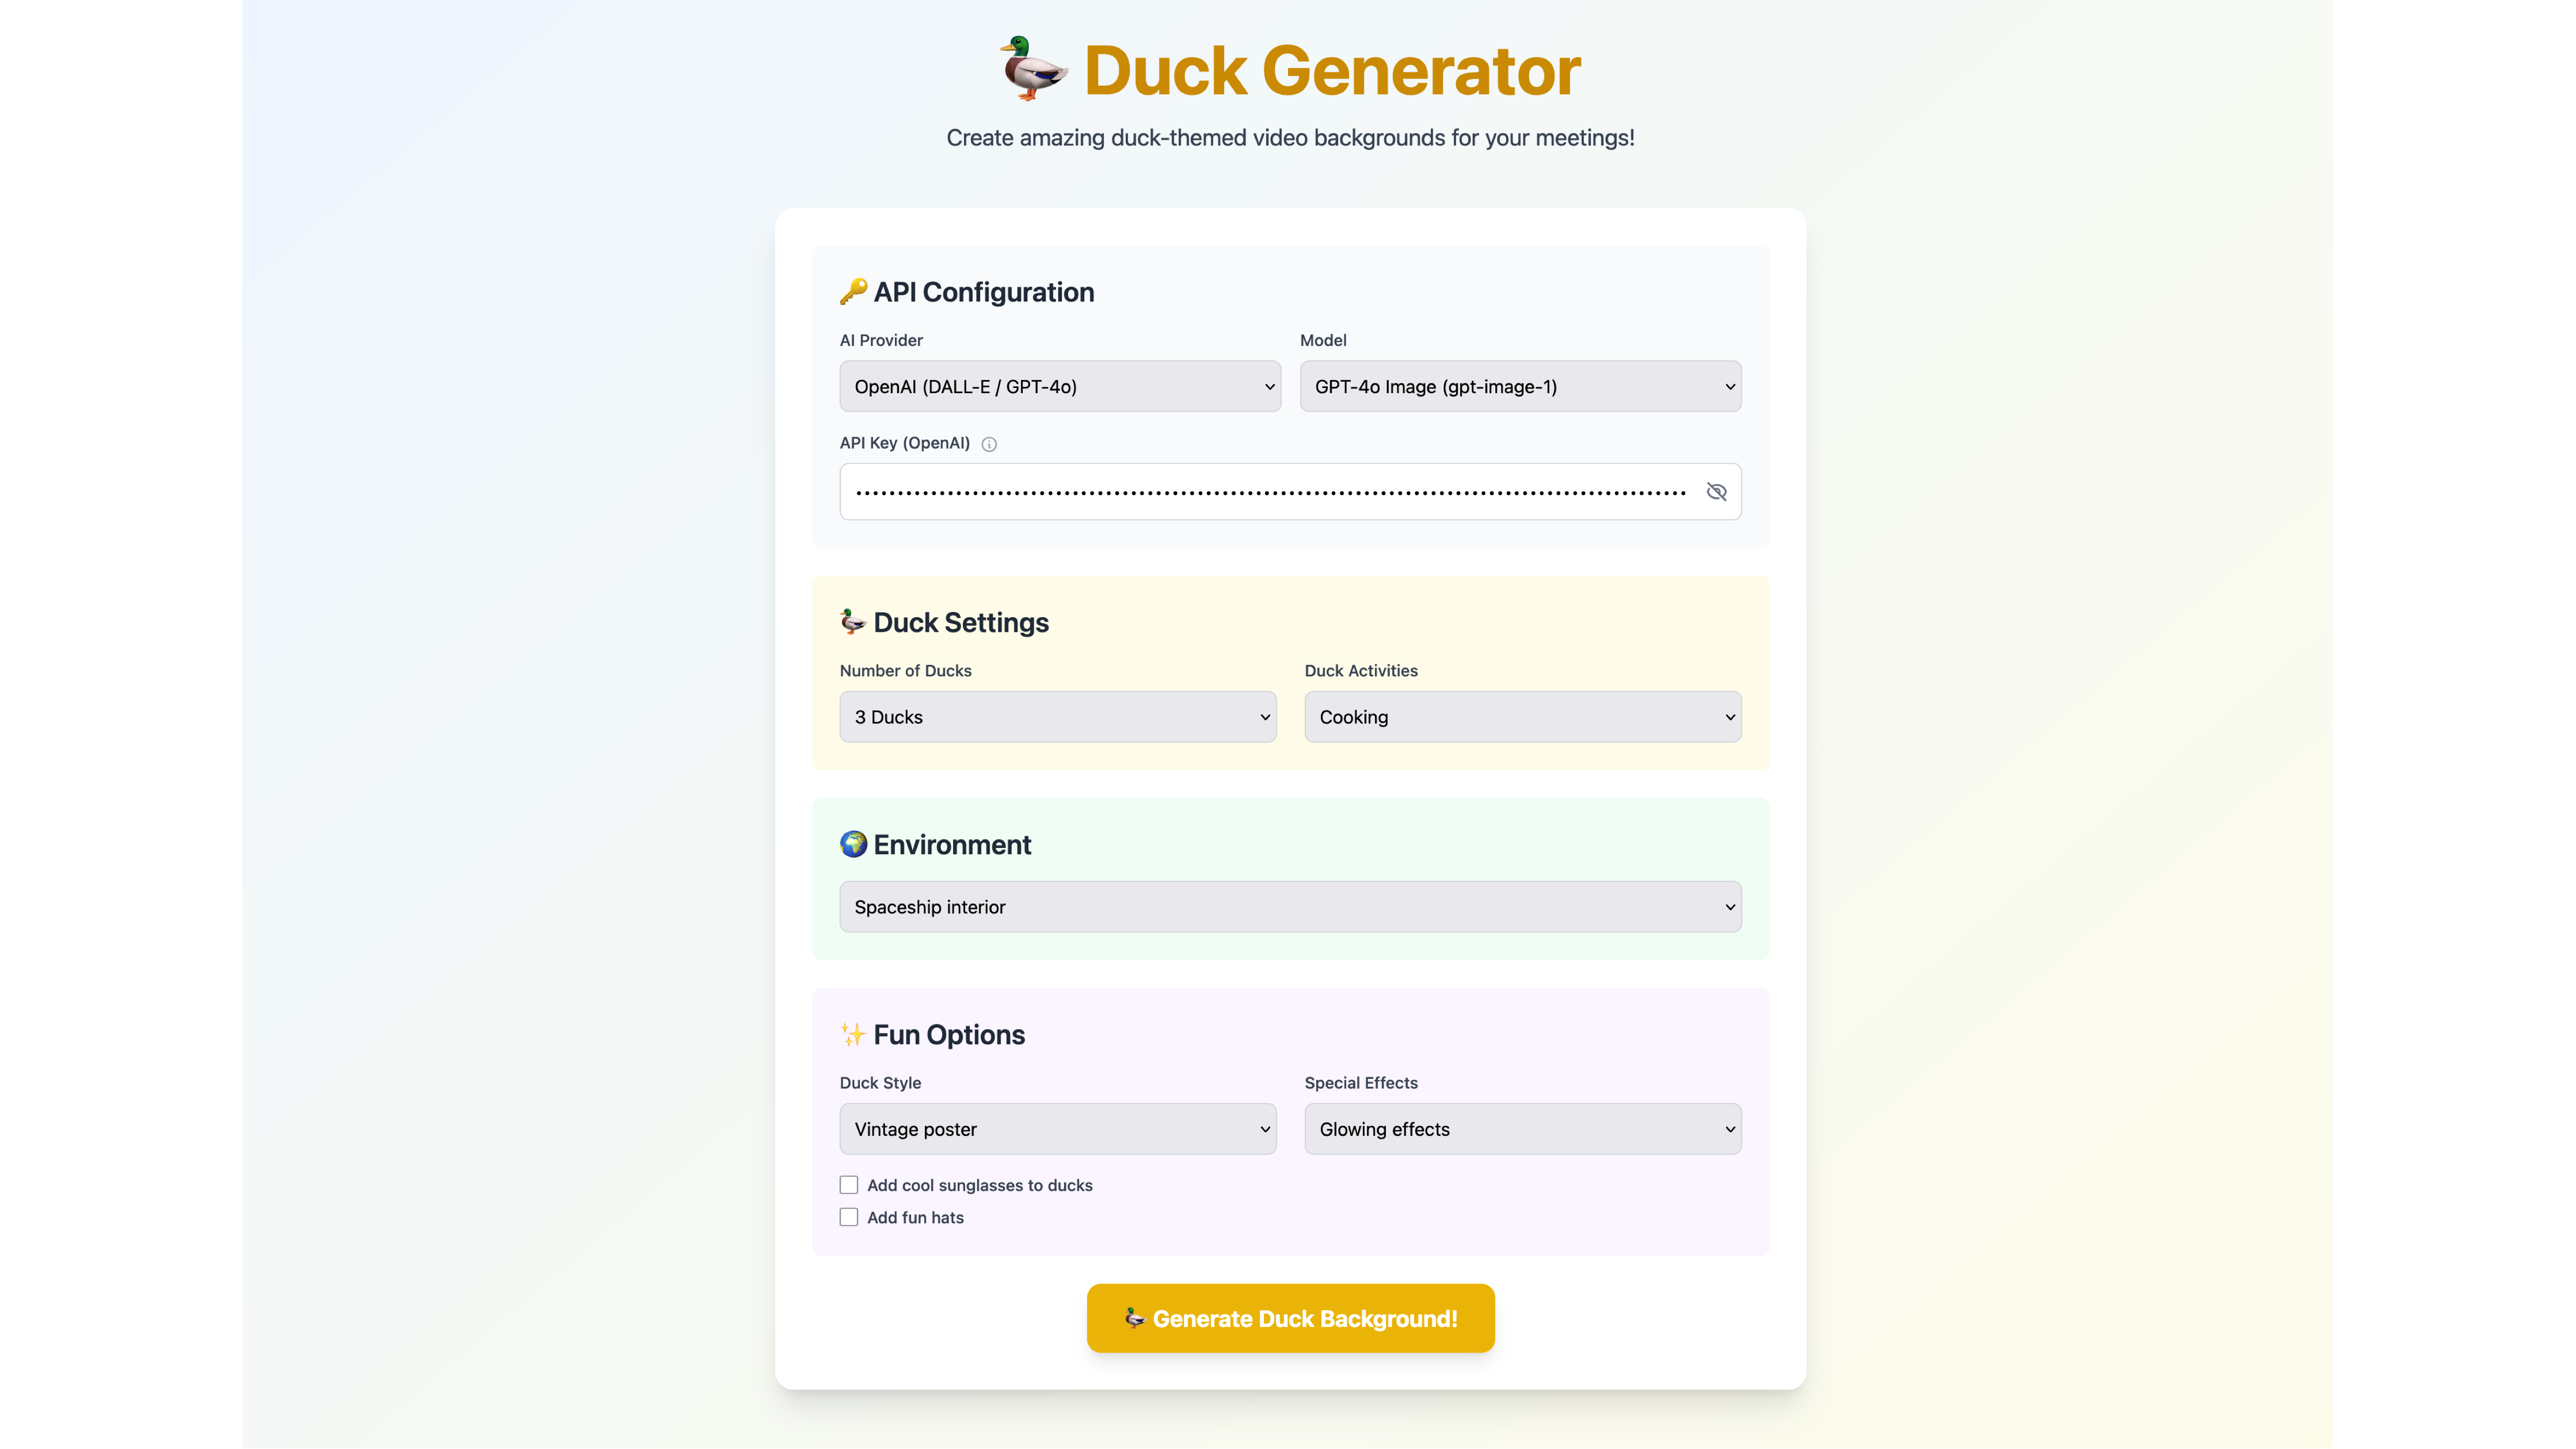 Duck Generator
Create amazing duck-themed video backgrounds for your meetings!
API Configuration
AI Provider
Model
OpenAI (DALL-E / GPT-4o)
GPT-4o Image (gpt-image-1)
API Key (OpenAI)
Duck Settings
Number of Ducks
Duck Activities
3 Ducks
Cooking
Environment
Spaceship interior
Fun Options
Duck Style
Special Effects
Vintage poster
Glowing effects
Add cool sunglasses to ducks
Add fun hats
Generate Duck Background!